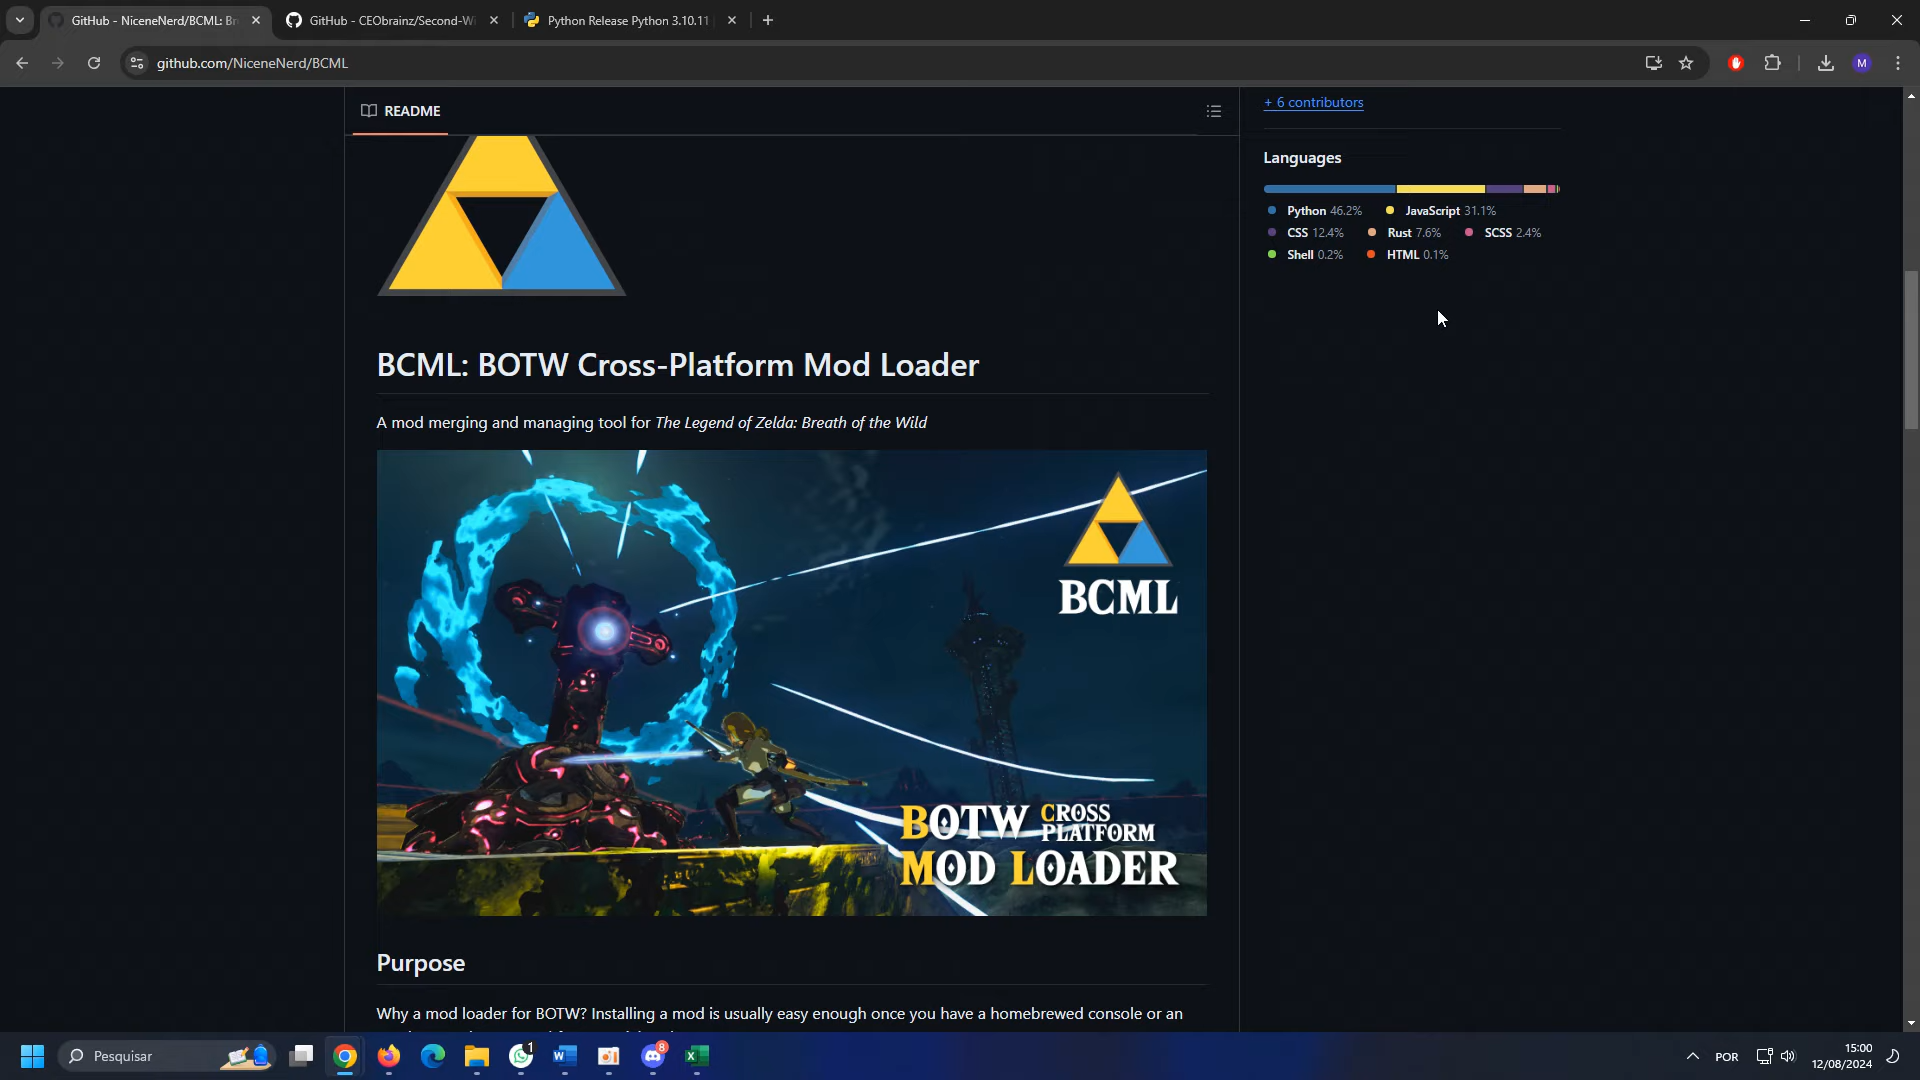 GitHub - NiceneNerd/BCML: Br
GitHub - CEObrainz/Second-Wi
Python Release Python 3.10.11
github.com/NiceneNerd/BCML
M
README
+ 6 contributors
Languages
Python 46.2%
JavaScript 31.1%
CSS 12.4%
Rust 7.6%
SCSS 2.4%
Shell 0.2%
HTML 0.1%
BCML: BOTW Cross-Platform Mod Loader
A mod merging and managing tool for The Legend of Zelda: Breath of the Wild
BCML
BOTW CROSS
PLATFORM
MOD LOADER
Purpose
Why a mod loader for BOTW? Installing a mod is usually easy enough once you have a homebrewed console or an
Pesquisar
1
8
POR
15:00
12/08/2024